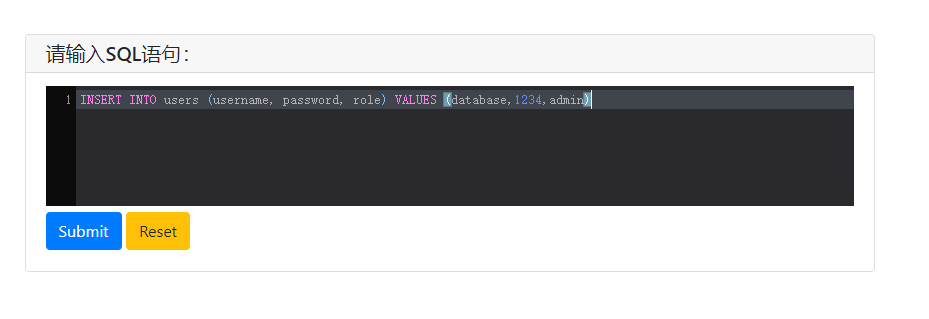 请输入SQL语句：
1 INSERT INTO users (username, password, role) VALUES (database,1234,admin)
Submit Reset